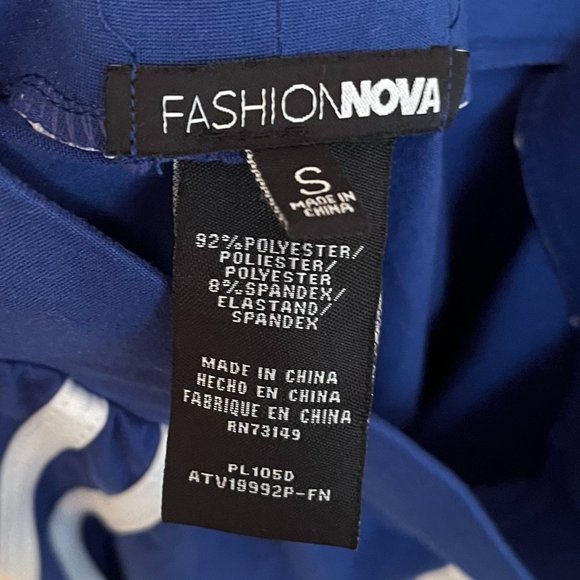 FASHIONNOVA
S
MADE IN
CHINA
92%POLYESTER/
POLIESTER/
POLYESTER
8%SPANDEX/
ELASTAND/
SPANDEX
MADE IN CHINA
HECHO EN CHINA
FABRIQUE EN CHINA
RN73149
PL105D
ATV19992P-FN